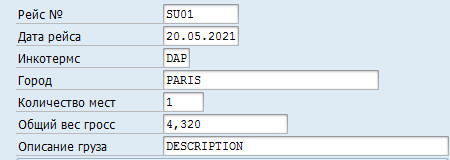 Рейс № SU01
Дата рейса 20.05.2021
Инкотермс DAP
Город PARIS
Количество мест 1
Общий вес гросс 4,320
Описание груза DESCRIPTION